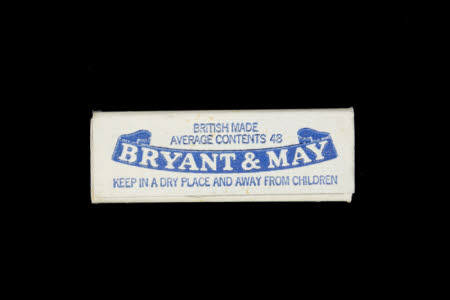 BRITISH MADE
AVERAGE CONTENTS 48
BRYANT & MAY
KEEP IN A DRY PLACE AND AWAY FROM CHILDREN